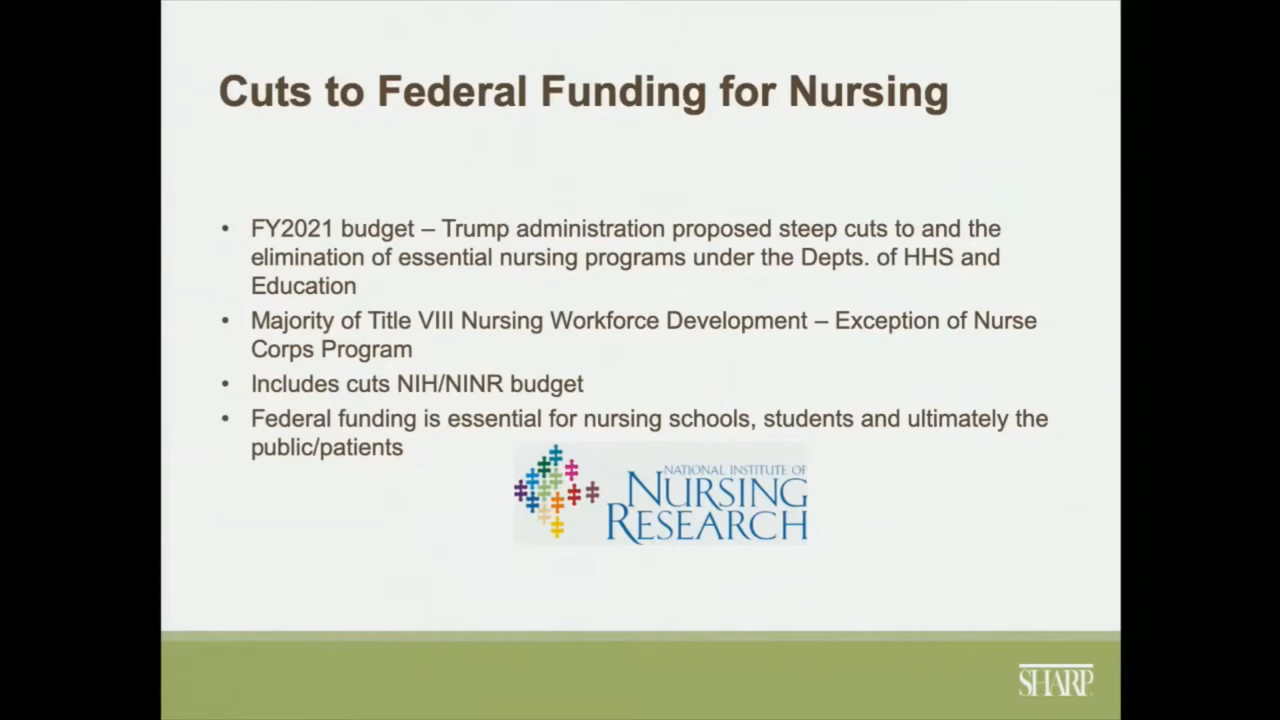 Cuts to Federal Funding for Nursing
• FY2021 budget – Trump administration proposed steep cuts to and the
elimination of essential nursing programs under the Depts. of HHS and
Education
• Majority of Title VIII Nursing Workforce Development – Exception of Nurse
Corps Program
• Includes cuts NIH/NINR budget
• Federal funding is essential for nursing schools, students and ultimately the
public/patients
NATIONAL INSTITUTE OF
NURSING
RESEARCH
SHARP